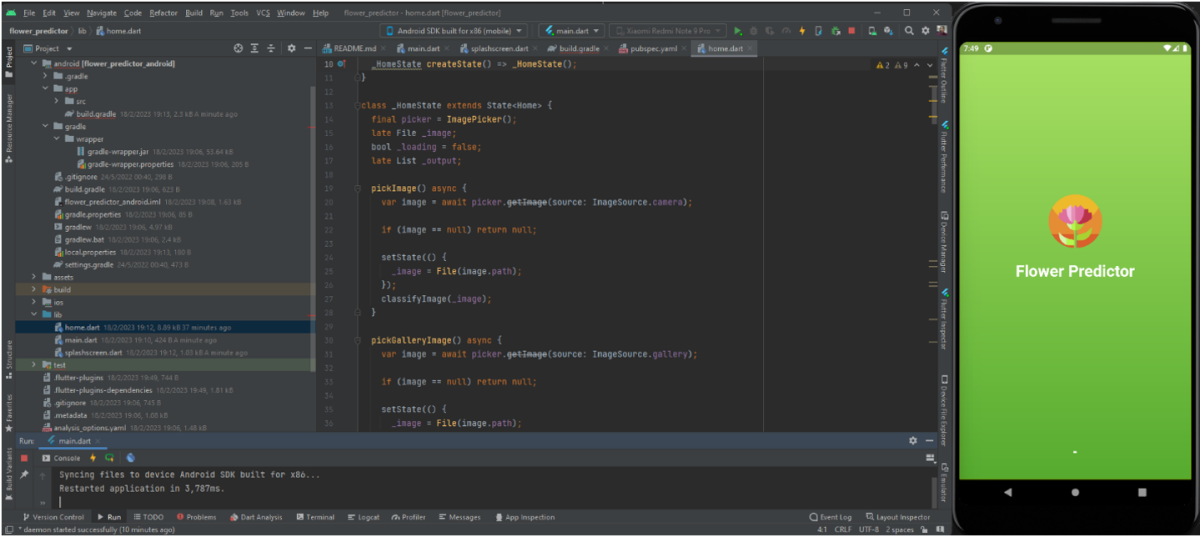 File Edit View Navigate Code Refactor Build Run Tools VCS Window Help flower_predictor - home.dart [flower_predictor]
flower_predictor lib home.dart Android SDK built for x86 (mobile) main.dart Xiaomi Redmi Note 9 Pro
Project README.md main.dart splashscreen.dart build.gradle pubspec.yaml home.dart
android [flower_predictor_android]
.gradle
app
src
build.gradle 18/2/2023 19:13, 2.3 kB A minute ago
gradle
wrapper
gradle-wrapper.jar 18/2/2023 19:06, 53.64 kB
gradle-wrapper.properties 18/2/2023 19:06, 205 B
.gitignore 24/5/2022 00:40, 298 B
build.gradle 18/2/2023 19:06, 623 B
flower_predictor_android.iml 18/2/2023 19:08, 1.63 kB
gradle.properties 18/2/2023 19:06, 85 B
gradlew 18/2/2023 19:06, 4.97 kB
gradlew.bat 18/2/2023 19:06, 2.4 kB
local.properties 18/2/2023 19:13, 160 B
settings.gradle 24/5/2022 00:40, 473 B
assets
build
ios
lib
home.dart 18/2/2023 19:12, 8.89 kB 37 minutes ago
main.dart 18/2/2023 19:10, 424 B A minute ago
splashscreen.dart 18/2/2023 19:12, 1.03 kB A minute ago
test
.flutter-plugins 18/2/2023 19:49, 744 B
.flutter-plugins-dependencies 18/2/2023 19:49, 1.81 kB
.gitignore 18/2/2023 19:06, 745 B
.metadata 18/2/2023 19:06, 1.08 kB
analysis_options.yaml 18/2/2023 19:06, 1.48 kB
10 _HomeState createState() => _HomeState(); 2 9
11 }
12
13 class _HomeState extends State<Home> {
14 final picker = ImagePicker();
15 late File _image;
16 bool _loading = false;
17 late List _output;
18
19 pickImage() async {
20 var image = await picker.getImage(source: ImageSource.camera);
21
22 if (image == null) return null;
23
24 setState(() {
25 _image = File(image.path);
26 });
27 classifyImage(_image);
28 }
29
30 pickGalleryImage() async {
31 var image = await picker.getImage(source: ImageSource.gallery);
32
33 if (image == null) return null;
34
35 setState(() {
36 _image = File(image.path);
Project
Resource Manager
Structure
Favorites
Build Variants
Flutter Outline
Flutter Performance
Device Manager
Flutter Inspector
Device File Explorer
Emulator
Run: main.dart
Console
Syncing files to device Android SDK built for x86...
Restarted application in 3,787ms.
Version Control Run TODO Problems Dart Analysis Terminal Logcat Profiler Messages App Inspection Event Log Layout Inspector
* daemon started successfully (10 minutes ago) 4:1 CRLF UTF-8 2 spaces
7:49
Flower Predictor